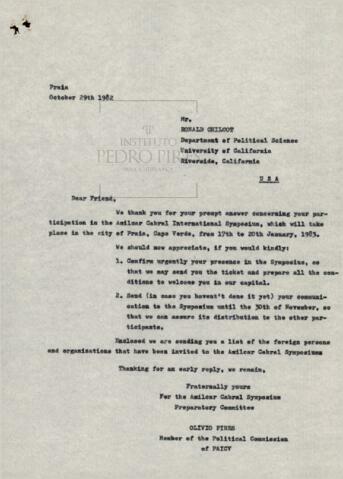 Praia
October 29th 1982
Mr.
RONALD CHILCOT
Department of Political Science
University of California
Riverside, California
U S A
INSTITUTO
PEDRO PIRES
Dear Friend,
We thank you for your prompt answer concerning your par-
ticipation in the Amilcar Cabral International Symposium, which will take
place in the city of Praia, Cape Verde, from 17th to 20th January, 1983.
We should now appreciate, if you would kindly:
1. Confirm urgently your presence in the Symposium, so
that we may send you the ticket and prepare all the con-
ditions to welcome you in our capital.
2. Send (in case you haven't done it yet) your communi-
cation to the Symposium until the 30th of November, so
that we can assure its distribution to the other par-
ticipants.
Enclosed we are sending you a list of the foreign persons
and organizations that have been invited to the Amilcar Cabral Symposium
Thanking for an early reply, we remain,
Fraternally yours
For the Amilcar Cabral Symposium
Preparatory Committee
OLIVIO PIRES
Member of the Political Commission
of PAICV